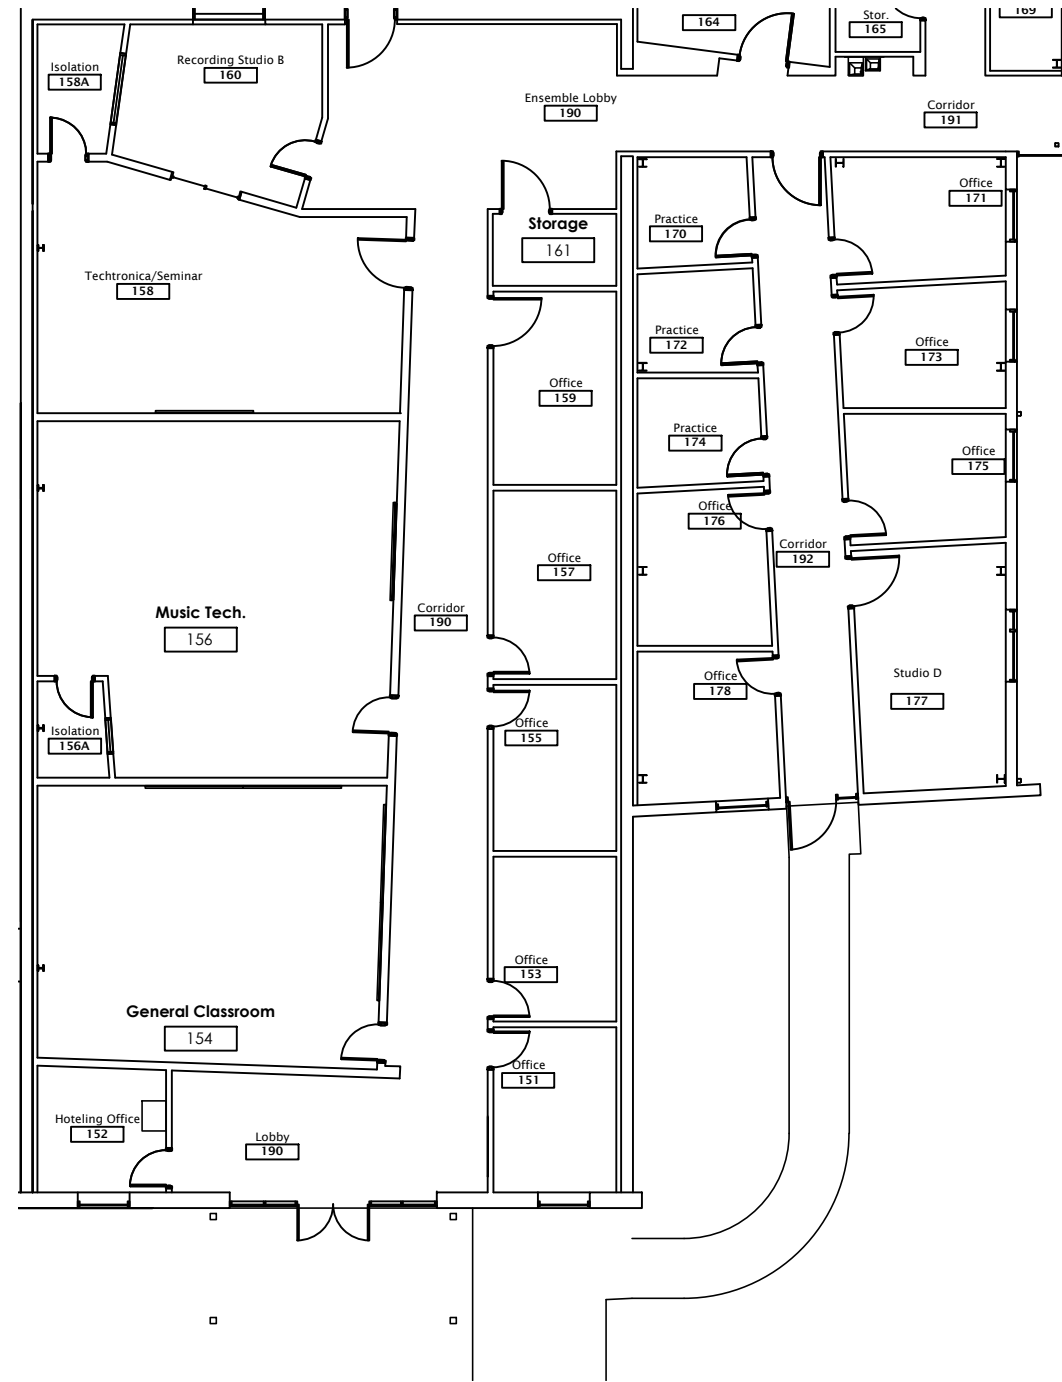 164
Stor.
165
169
Isolation
158A
Recording Studio B
160
Ensemble Lobby
190
Corridor
191
Office
171
Practice
170
Storage
161
Techtronica/Seminar
158
Practice
172
Office
173
Office
159
Practice
174
Office
175
Office
176
Corridor
192
Office
157
Music Tech.
156
Corridor
190
Studio D
177
Office
178
Isolation
156A
Office
155
Office
153
General Classroom
154
Office
151
Hoteling Office
152
Lobby
190